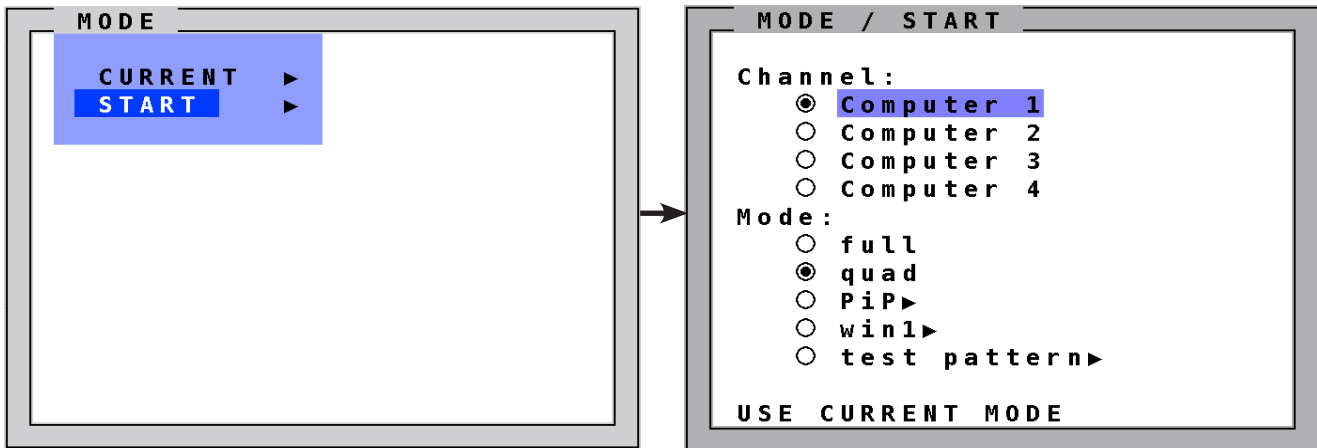 MODE
CURRENT ▶
START ▶
MODE / START
Channel:
Computer 1
Computer 2
Computer 3
Computer 4
Mode:
full
quad
PiP▶
win1▶
test pattern▶
USE CURRENT MODE